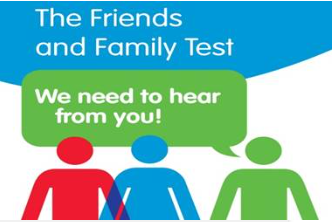 The Friends
and Family Test
We need to hear
from you!